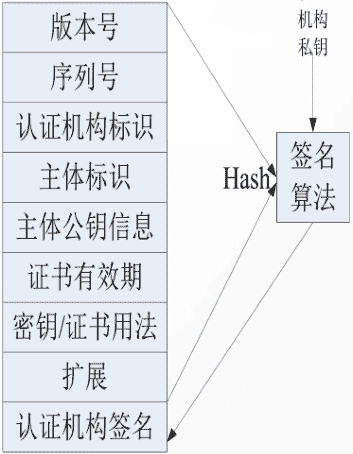 版本号
序列号
认证机构标识
主体标识
主体公钥信息
证书有效期
密钥/证书用法
扩展
认证机构签名
机构
私钥
Hash
签名
算法